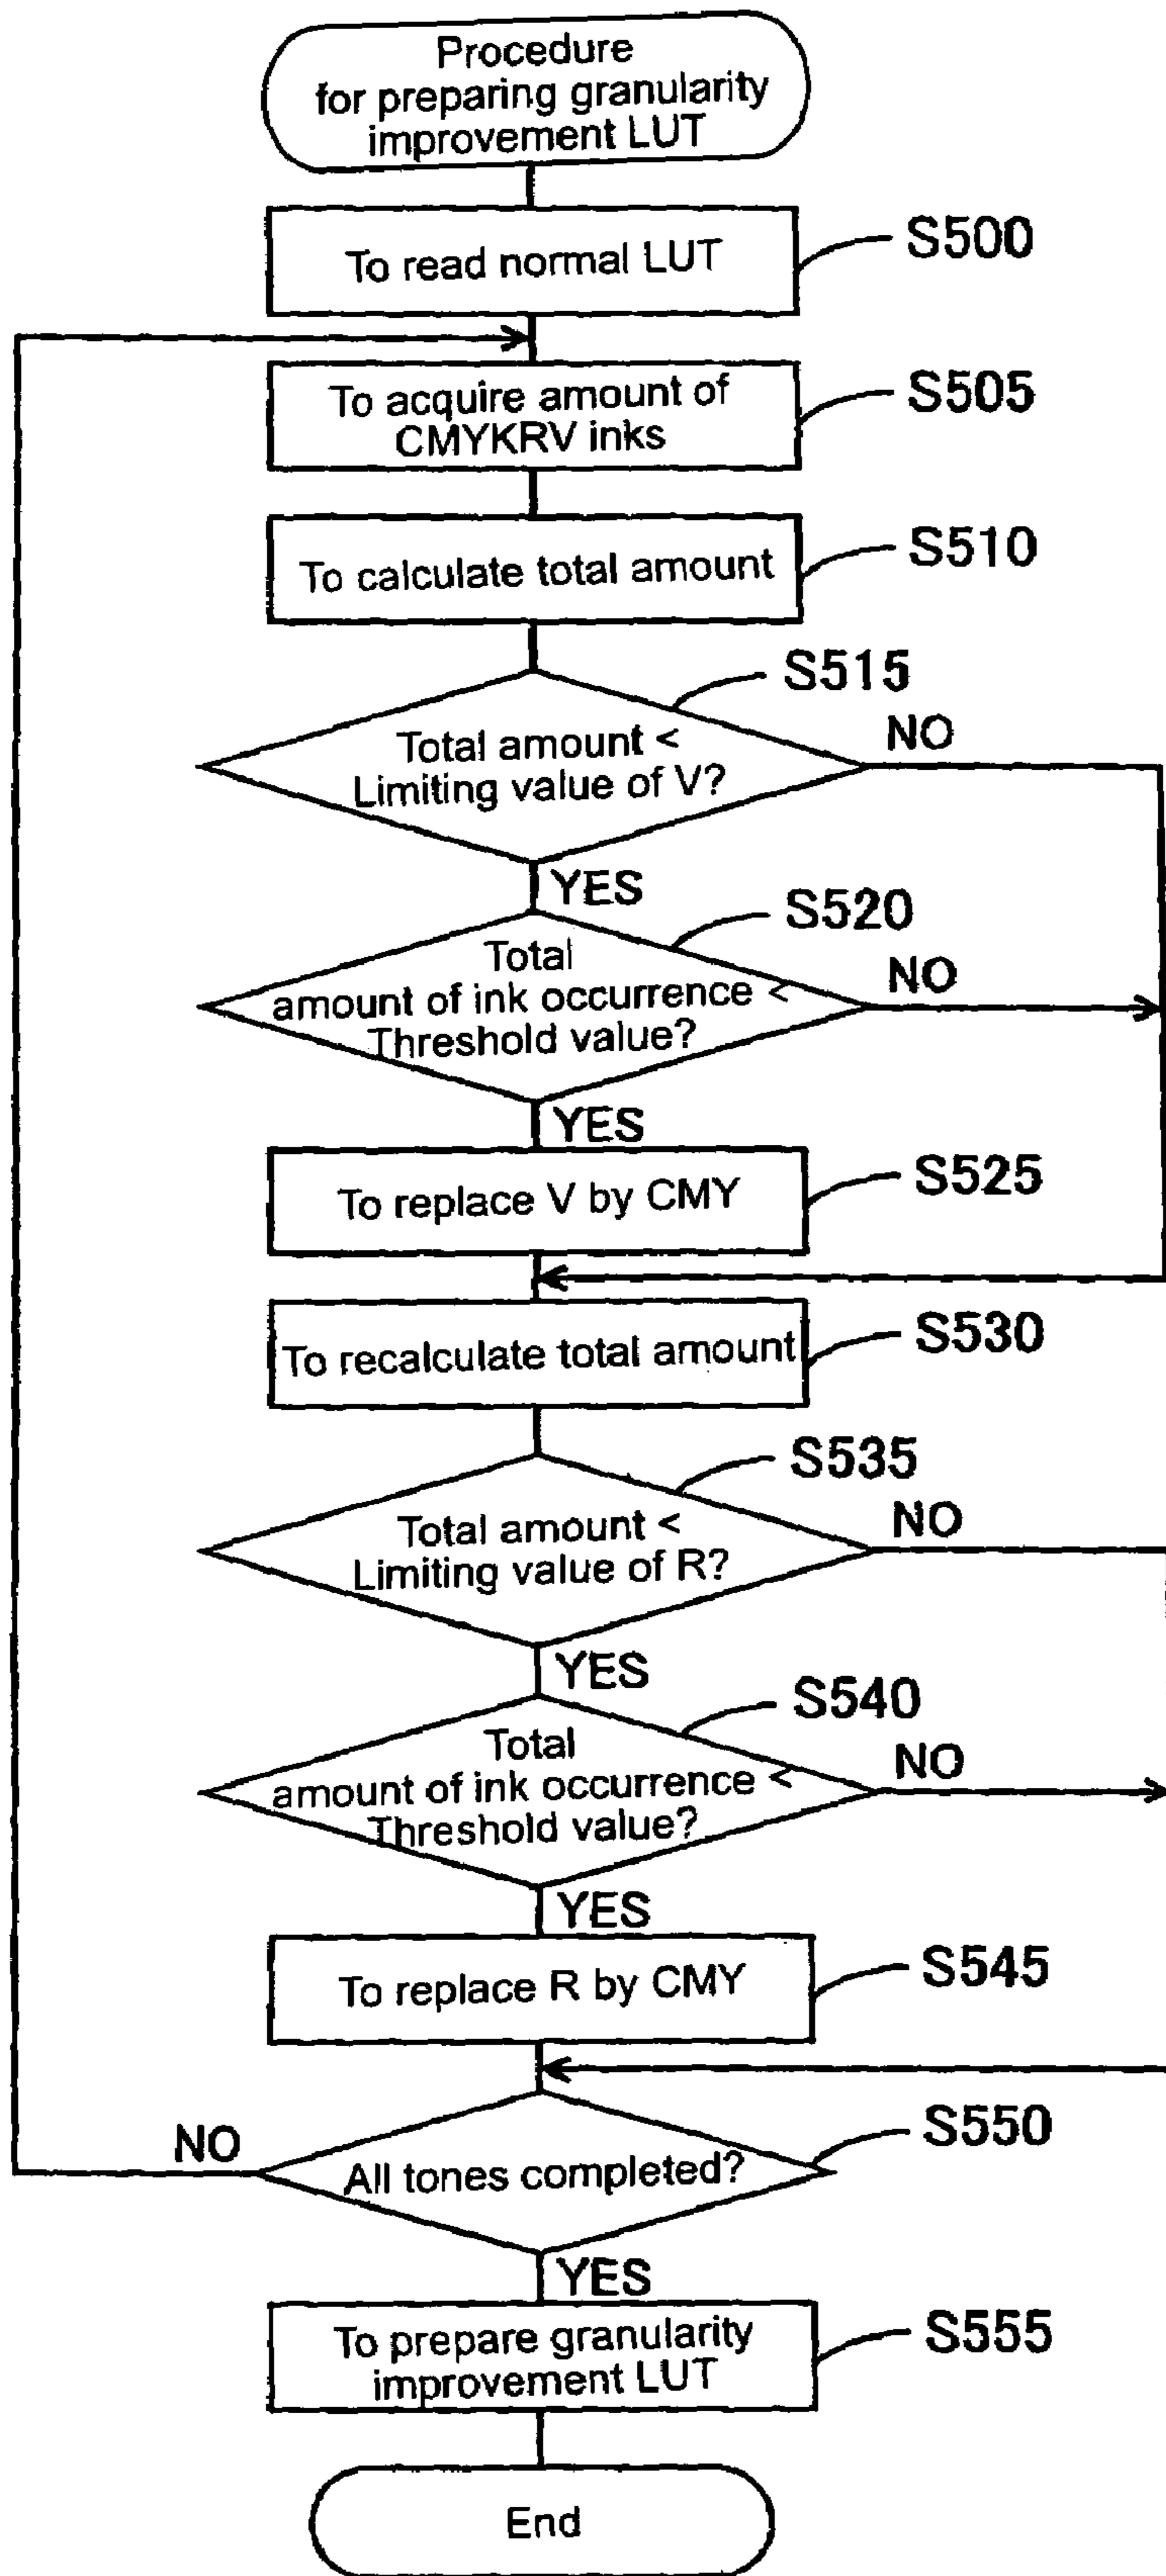 Procedure
for preparing granularity
improvement LUT
To read normal LUT
S500
To acquire amount of
CMYKRV inks
S505
To calculate total amount
S510
S515
Total amount <
Limiting value of V?
NO
YES
S520
Total
amount of ink occurrence <
Threshold value?
NO
YES
To replace V by CMY
S525
To recalculate total amount
S530
S535
Total amount <
Limiting value of R?
NO
YES
S540
Total
amount of ink occurrence <
Threshold value?
NO
YES
To replace R by CMY
S545
S550
NO
All tones completed?
YES
To prepare granularity
improvement LUT
S555
End